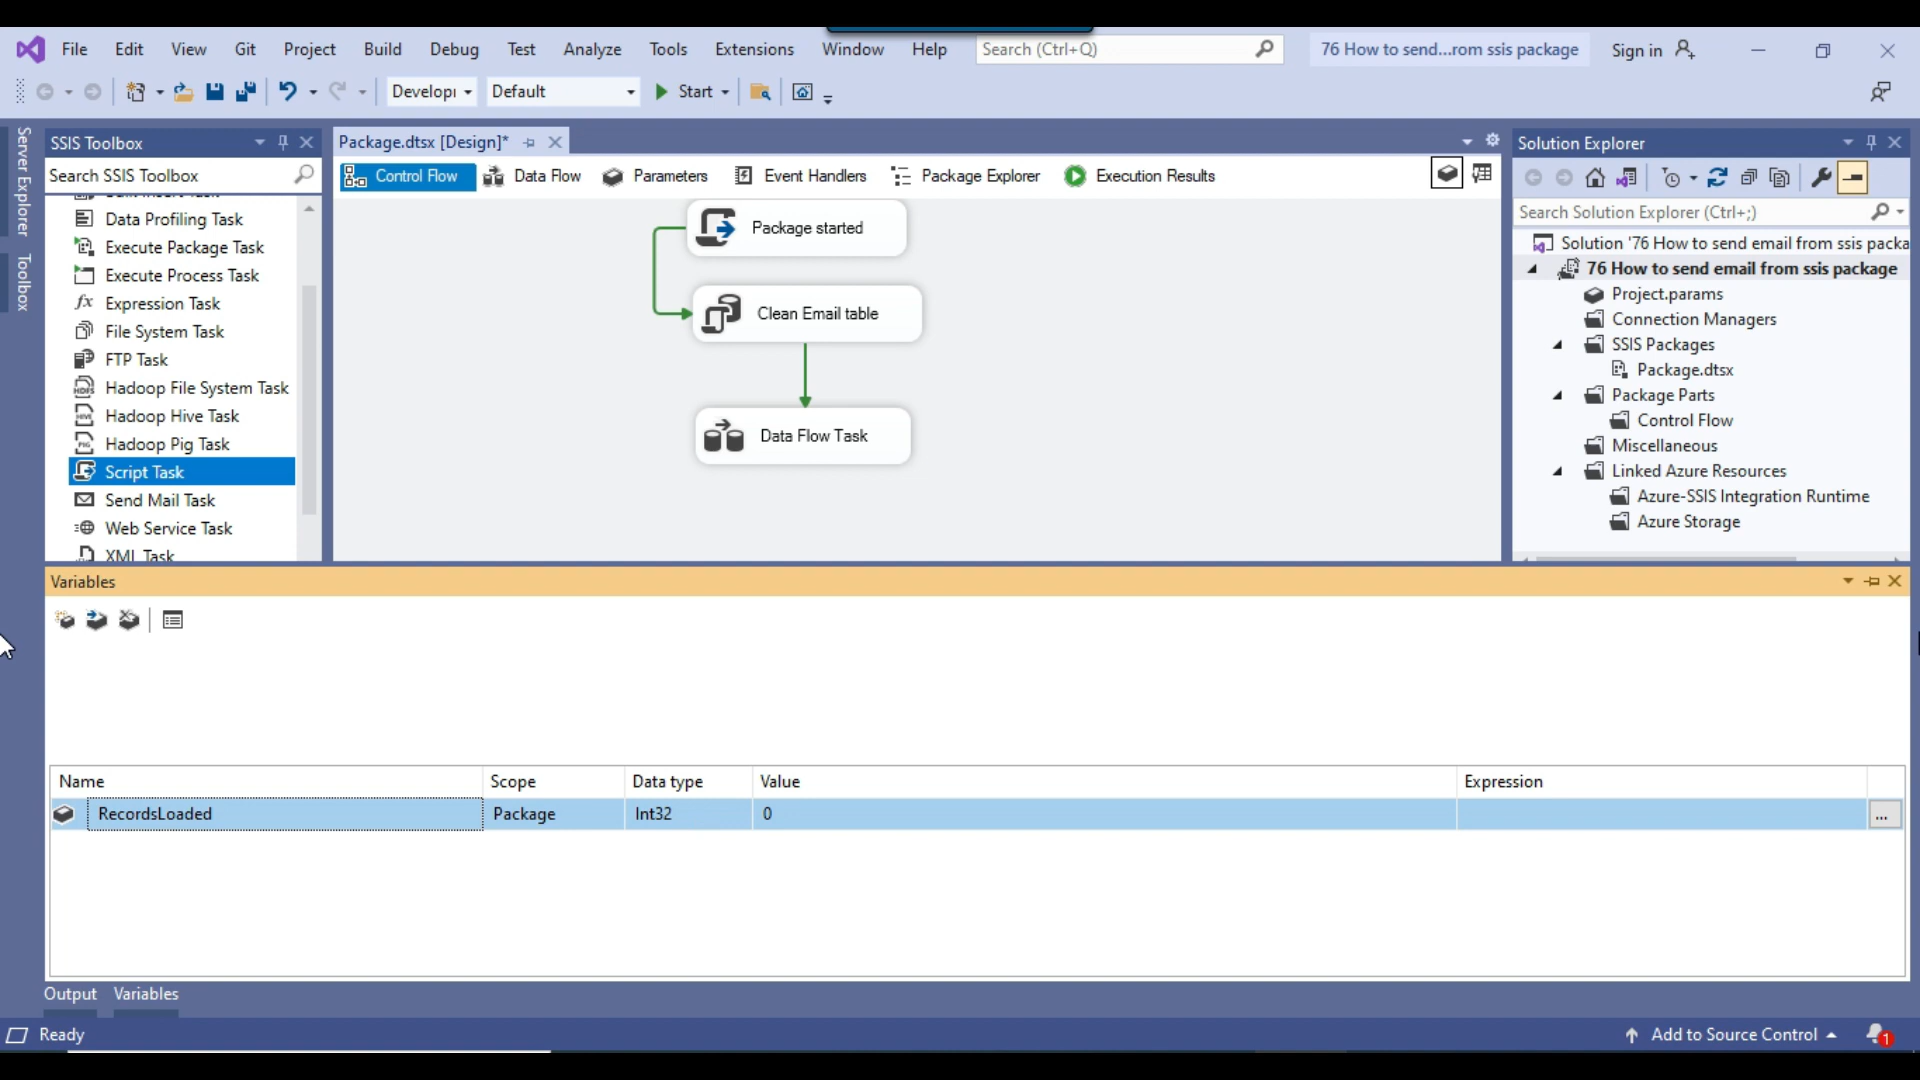 File Edit View Git Project Build Debug Test Analyze Tools Extensions Window Help Search (Ctrl+Q) 76 How to send...rom ssis package Sign in
Developi Default Start
Server Explorer
Toolbox
SSIS Toolbox
Search SSIS Toolbox
Data Profiling Task
Execute Package Task
Execute Process Task
Expression Task
File System Task
FTP Task
Hadoop File System Task
Hadoop Hive Task
Hadoop Pig Task
Script Task
Send Mail Task
Web Service Task
XML Task
Package.dtsx [Design]*
Control Flow Data Flow Parameters Event Handlers Package Explorer Execution Results
Package started
Clean Email table
Data Flow Task
Solution Explorer
Search Solution Explorer (Ctrl+;)
Solution '76 How to send email from ssis packa
76 How to send email from ssis package
Project.params
Connection Managers
SSIS Packages
Package.dtsx
Package Parts
Control Flow
Miscellaneous
Linked Azure Resources
Azure-SSIS Integration Runtime
Azure Storage
Variables
Name Scope Data type Value Expression
RecordsLoaded Package Int32 0 ...
Output Variables
Ready Add to Source Control 1